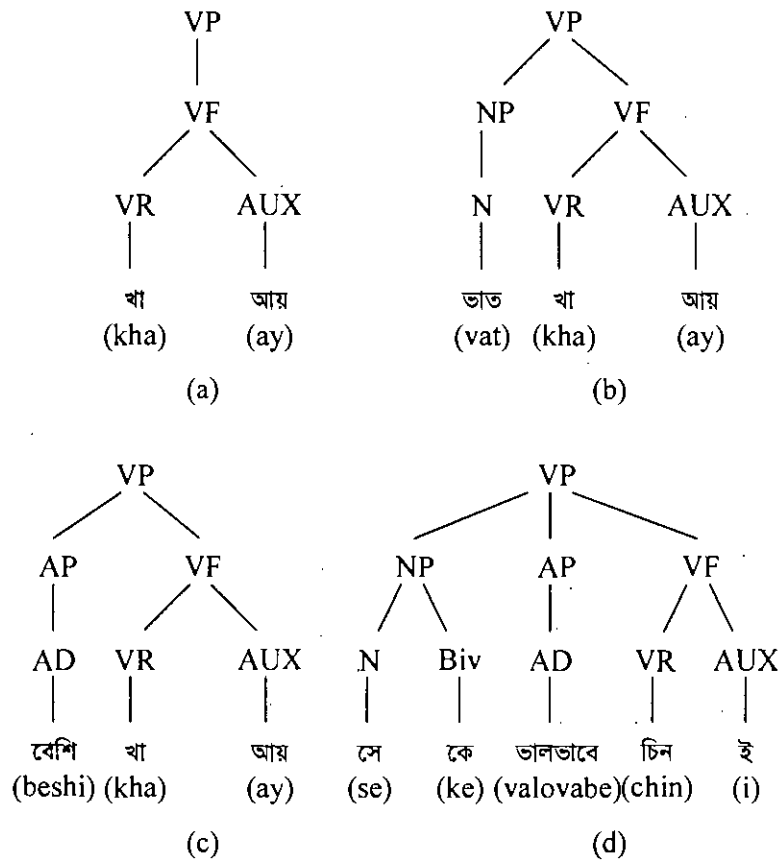 VP VP
VF NP VF
VR AUX N VR AUX
খা আয় ভাত খা আয়
(kha) (ay) (vat) (kha) (ay)
(a) (b)
VP VP
AP VF NP AP VF
AD VR AUX N Biv AD VR AUX
বেশি খা আয় সে কে ভালভাবে চিন ই
(beshi) (kha) (ay) (se) (ke) (valovabe) (chin) (i)
(c) (d)